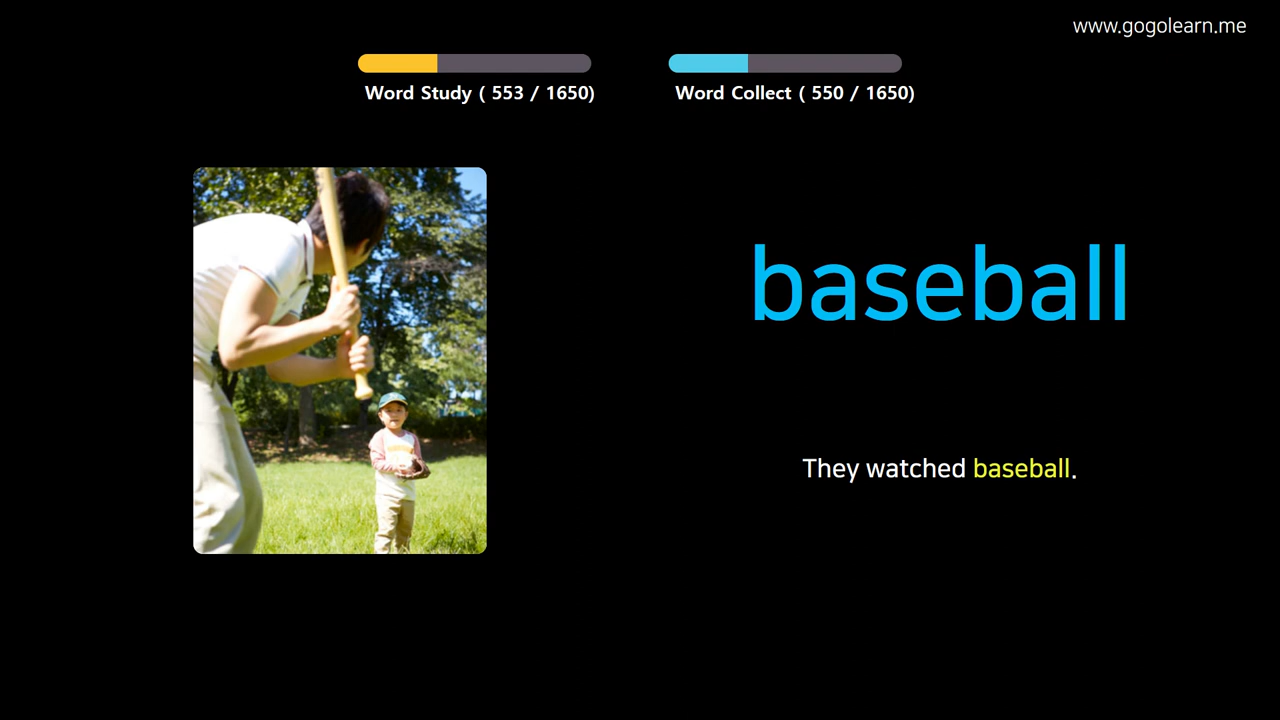 www.gogolearn.me
Word Study ( 553 / 1650)
Word Collect ( 550 / 1650)
baseball
They watched baseball.